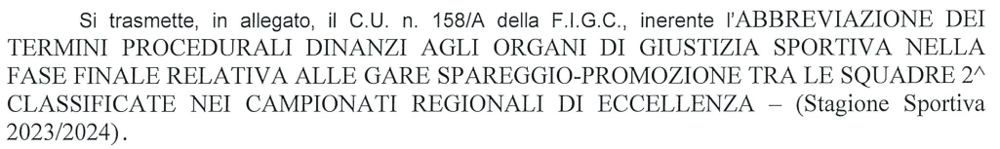 Si trasmette, in allegato, il C.U. n. 158/A della F.I.G.C., inerente l'ABBREVIAZIONE DEI
TERMINI PROCEDURALI DINANZI AGLI ORGANI DI GIUSTIZIA SPORTIVA NELLA
FASE FINALE RELATIVA ALLE GARE SPAREGGIO-PROMOZIONE TRA LE SQUADRE 2^
CLASSIFICATE NEI CAMPIONATI REGIONALI DI ECCELLENZA – (Stagione Sportiva
2023/2024).